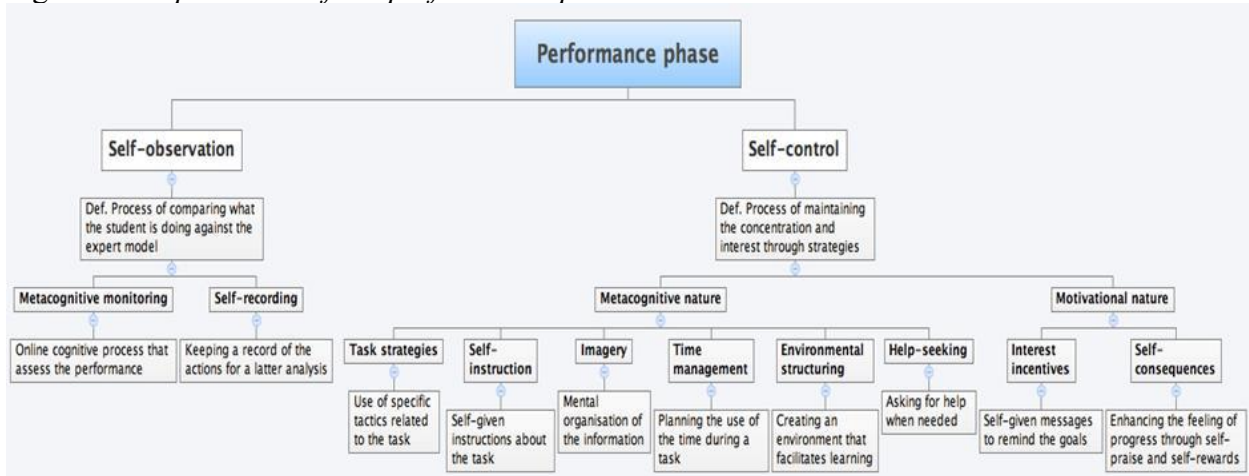 Performance phase
Self-observation
Self-control
Def. Process of comparing what
the student is doing against the
expert model
Def. Process of maintaining
the concentration and
interest through strategies
Metacognitive monitoring
Self-recording
Metacognitive nature
Motivational nature
Online cognitive process that
assess the performance
Keeping a record of the
actions for a latter analysis
Task strategies
Self-
instruction
Imagery
Time
management
Environmental
structuring
Help-seeking
Interest
incentives
Self-
consequences
Use of specific
tactics related
to the task
Self-given
instructions about
the task
Mental
organisation of
the information
Planning the use of
the time during a
task
Creating an
environment that
facilitates learning
Asking for help
when needed
Self-given messages
to remind the goals
Enhancing the feeling of
progress through self-
praise and self-rewards